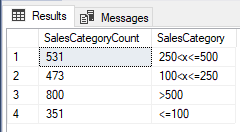 Results Messages
SalesCategoryCount SalesCategory
1 531 250<x<=500
2 473 100<x<=250
3 800 >500
4 351 <=100